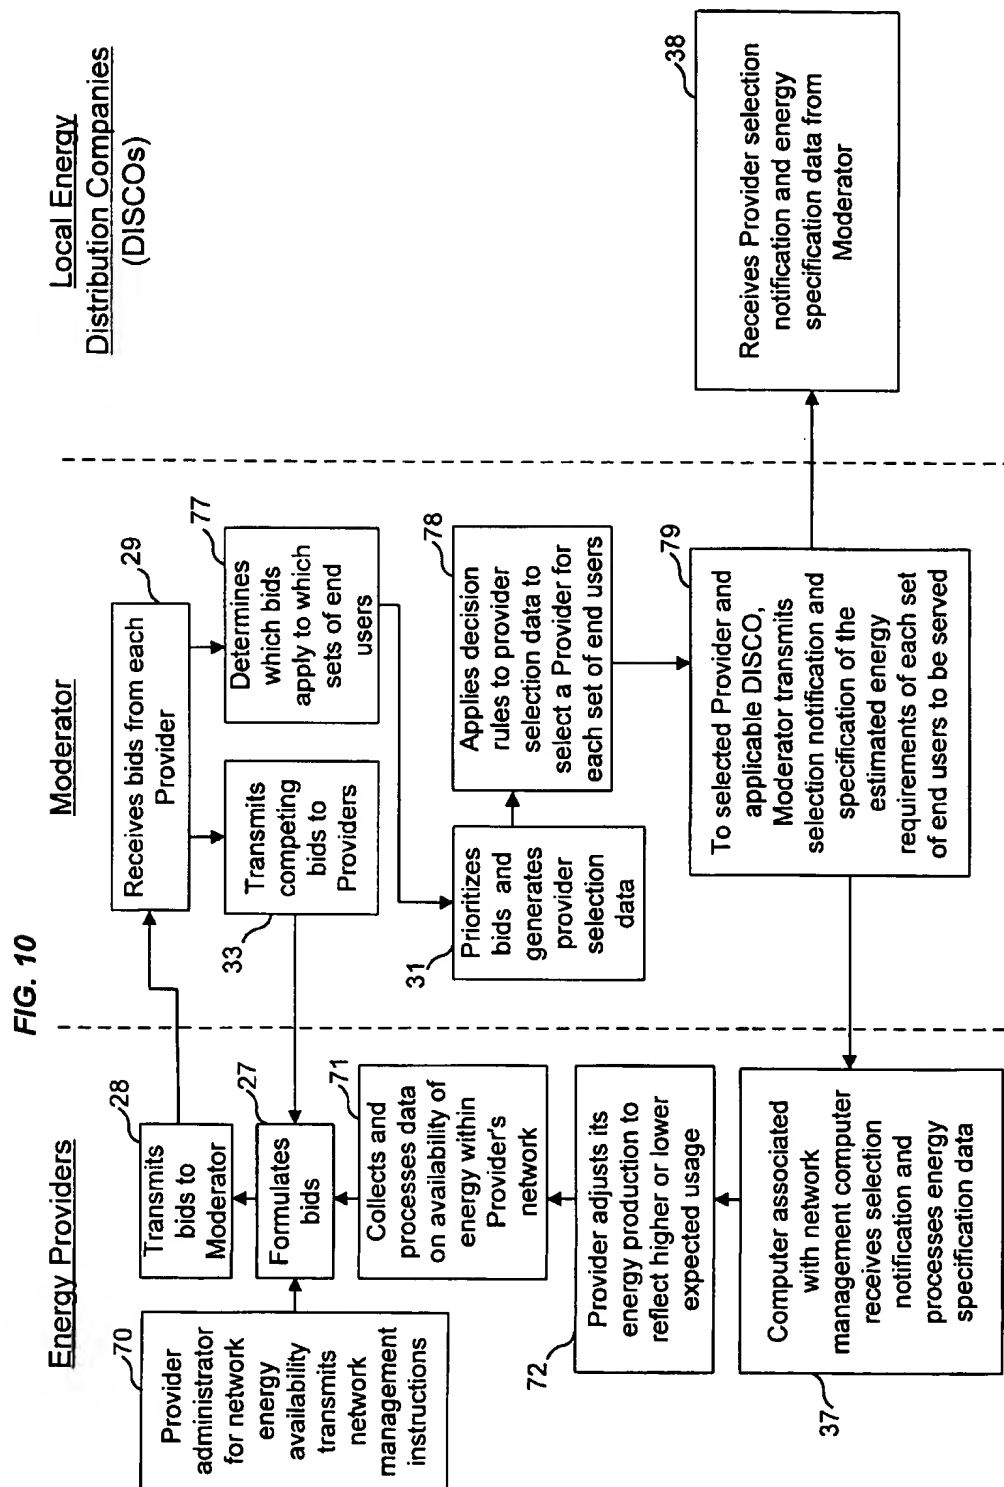 FIG. 10
Energy Providers
Moderator
Local Energy
Distribution Companies
(DISCOs)
70
Provider
administrator
for network
energy
availability
transmits
network
management
instructions
28
Transmits
bids to
Moderator
27
Formulates
bids
71
Collects and
processes data
on availability of
energy within
Provider's
network
72
Provider adjusts its
energy production to
reflect higher or lower
expected usage
37
Computer associated
with network
management computer
receives selection
notification and
processes energy
specification data
29
Receives bids from each
Provider
33
Transmits
competing
bids to
Providers
77
Determines
which bids
apply to which
sets of end
users
31
Prioritizes
bids and
generates
provider
selection
data
78
Applies decision
rules to provider
selection data to
select a Provider for
each set of end users
79
To selected Provider and
applicable DISCO,
Moderator transmits
selection notification and
specification of the
estimated energy
requirements of each set
of end users to be served
38
Receives Provider selection
notification and energy
specification data from
Moderator